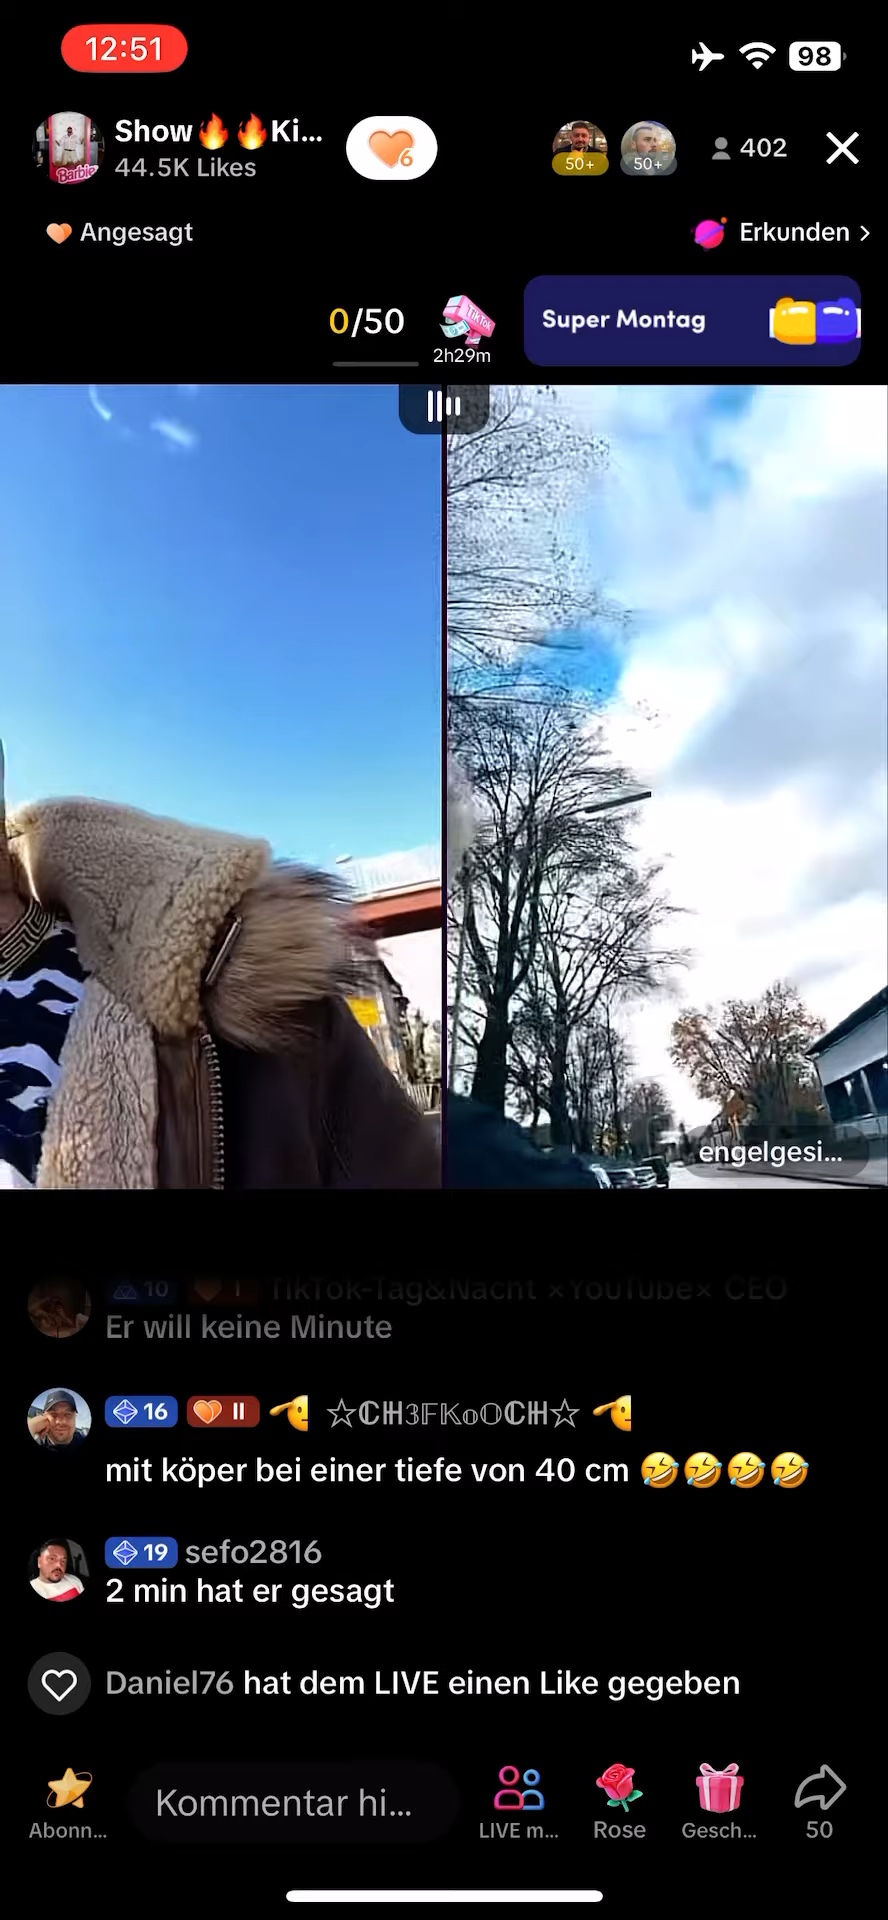 12:51
98
Show🔥🔥Ki...
44.5K Likes
6
50+
50+
402
Barbie
Angesagt
Erkunden >
0/50
TikTok
2h29m
Super Montag
engelgesi...
10 I TikTok-Tag&Nacht ×YouTube× CEO
Er will keine Minute
16 II 🫡 ☆ℂℍ3𝔽𝕂𝕠𝕆ℂℍ☆ 🫡
mit köper bei einer tiefe von 40 cm 🤣🤣🤣🤣
19 sefo2816
2 min hat er gesagt
Daniel76 hat dem LIVE einen Like gegeben
Kommentar hi...
Abonn...
LIVE m...
Rose
Gesch...
50